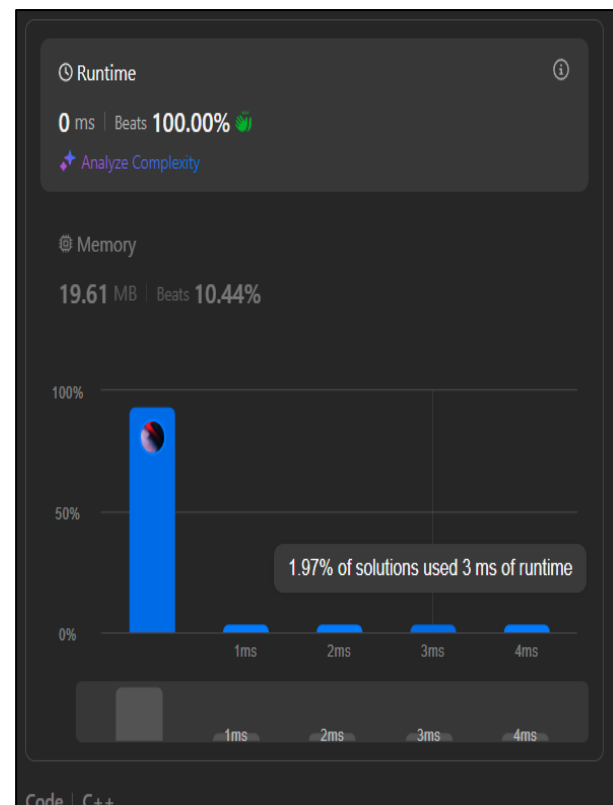 Runtime
0 ms | Beats 100.00%
Analyze Complexity
Memory
19.61 MB | Beats 10.44%
100%
50%
1.97% of solutions used 3 ms of runtime
0%
1ms 2ms 3ms 4ms
1ms 2ms 3ms 4ms
Code | C++